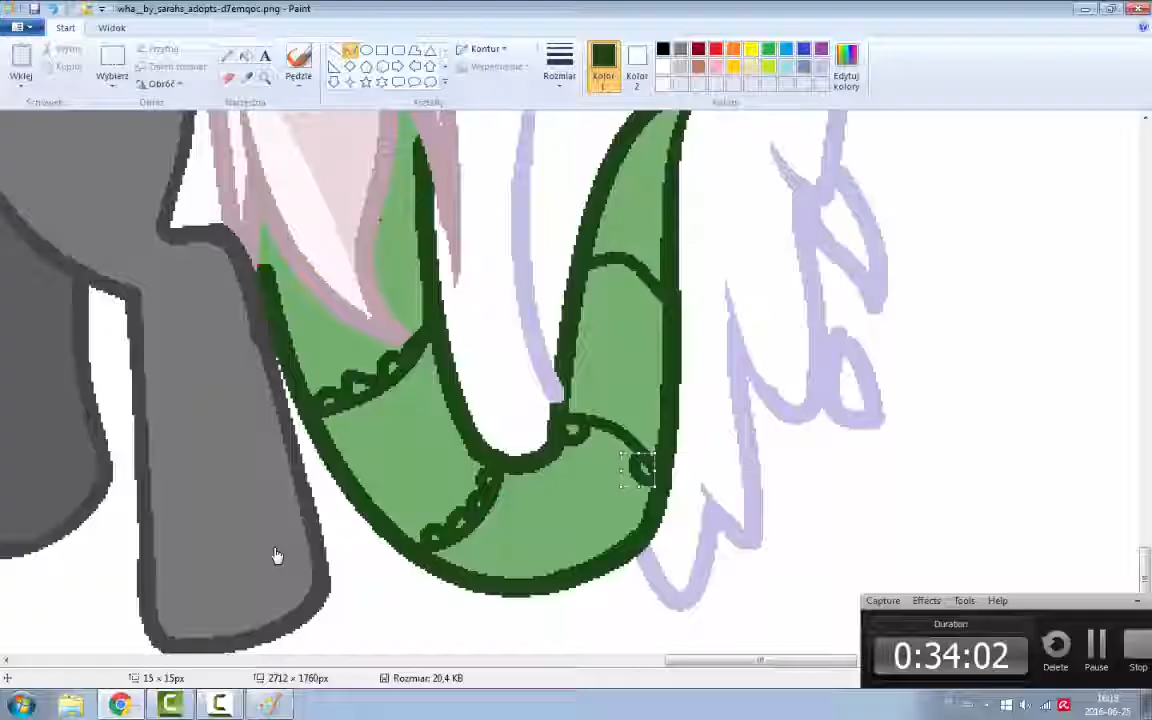 wha__by_sarahs_adopts-d7emqoc.png - Paint
Start Widok
Wklej
Wytnij
Kopiuj
Wybierz
Przytnij
Zmień rozmiar
Obróć
A
Pędzle
Kontur
Wypełnienie
Rozmiar
Kolor 1
Kolor 2
Edytuj kolory
Schowek Obraz Narzędzia Kształty Kolory
Capture Effects Tools Help
Duration
0:34:02
Delete Pause Stop
15 x 15px 2712 x 1760px Rozmiar: 20,4 KB
2016-06-25